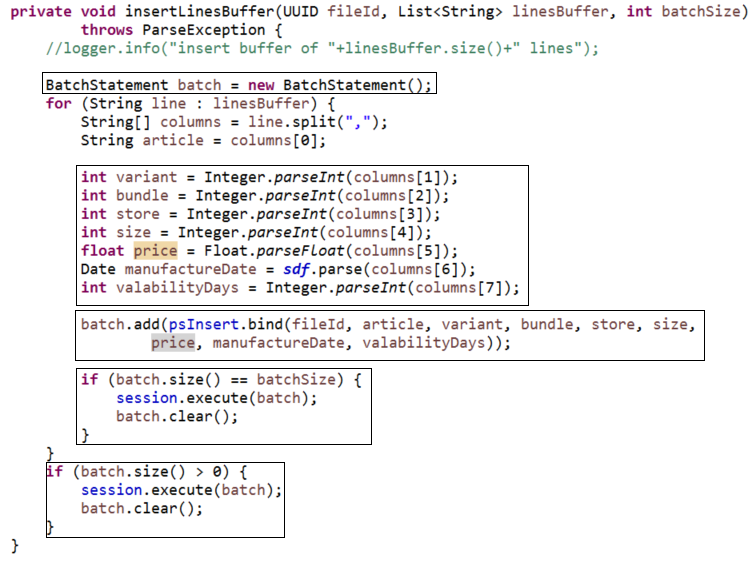 private void insertLinesBuffer(UUID fileId, List<String> linesBuffer, int batchSize)
        throws ParseException {
    //logger.info("insert buffer of "+linesBuffer.size()+" lines");
    BatchStatement batch = new BatchStatement();
    for (String line : linesBuffer) {
        String[] columns = line.split(",");
        String article = columns[0];
        int variant = Integer.parseInt(columns[1]);
        int bundle = Integer.parseInt(columns[2]);
        int store = Integer.parseInt(columns[3]);
        int size = Integer.parseInt(columns[4]);
        float price = Float.parseFloat(columns[5]);
        Date manufactureDate = sdf.parse(columns[6]);
        int valabilityDays = Integer.parseInt(columns[7]);
        batch.add(psInsert.bind(fileId, article, variant, bundle, store, size,
                price, manufactureDate, valabilityDays));
        if (batch.size() == batchSize) {
            session.execute(batch);
            batch.clear();
        }
    }
    if (batch.size() > 0) {
        session.execute(batch);
        batch.clear();
    }
}